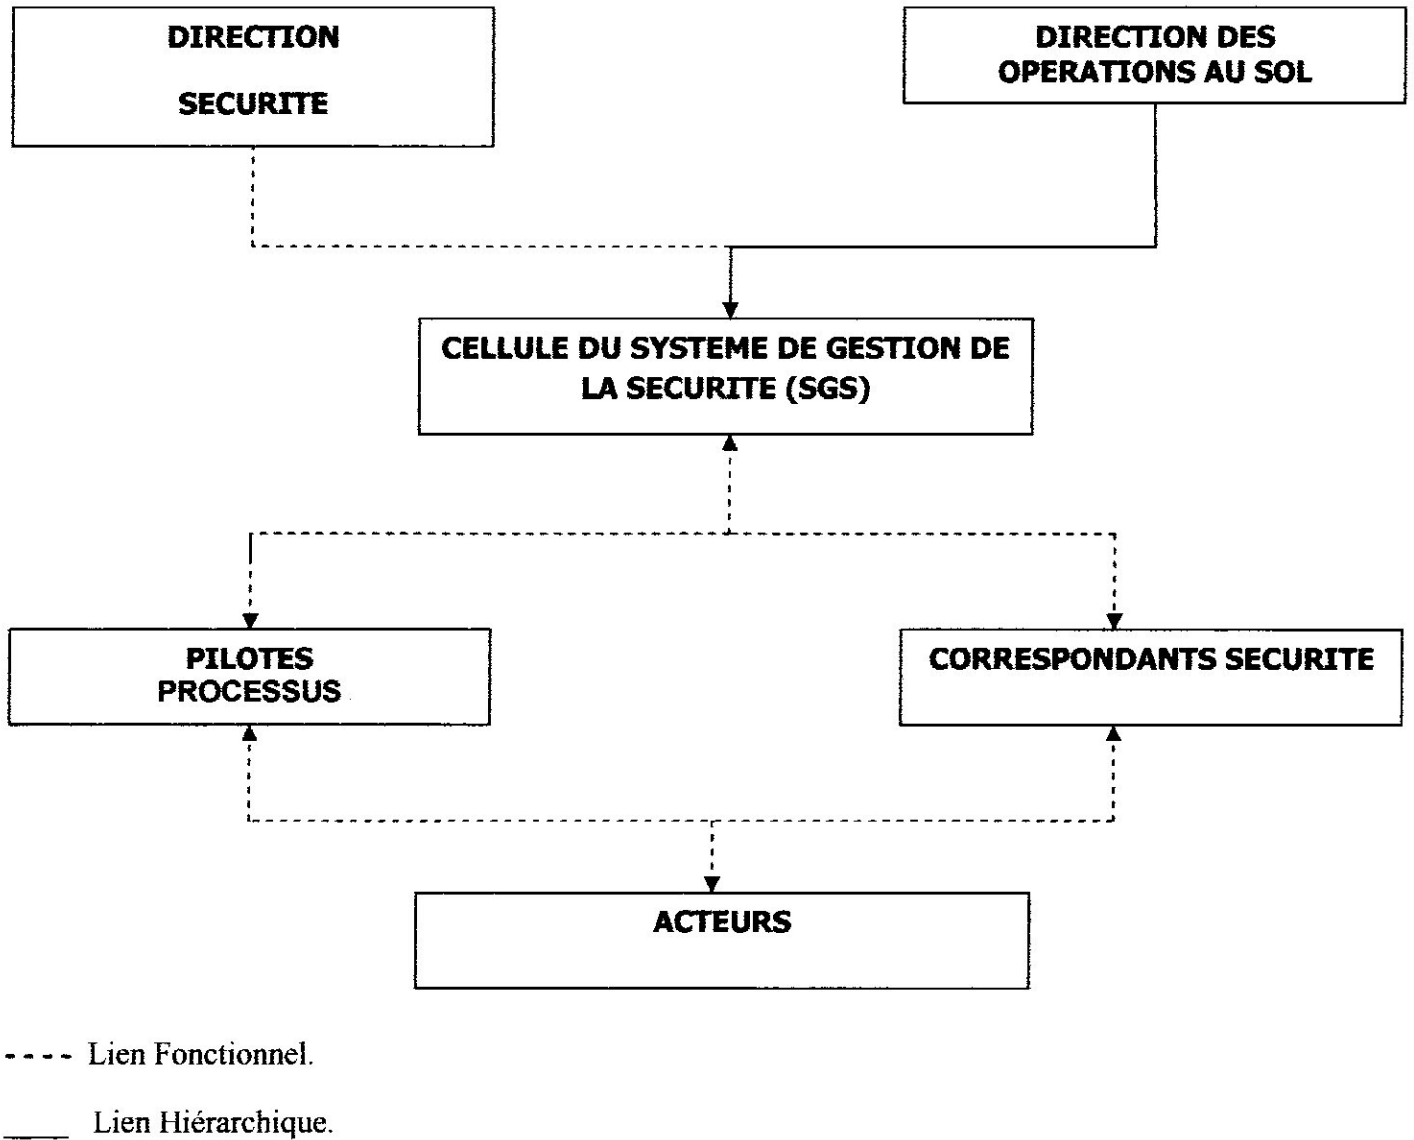 DIRECTION
SECURITE
DIRECTION DES
OPERATIONS AU SOL
CELLULE DU SYSTEME DE GESTION DE
LA SECURITE (SGS)
PILOTES
PROCESSUS
CORRESPONDANTS SECURITE
ACTEURS
Lien Fonctionnel.
Lien Hiérarchique.